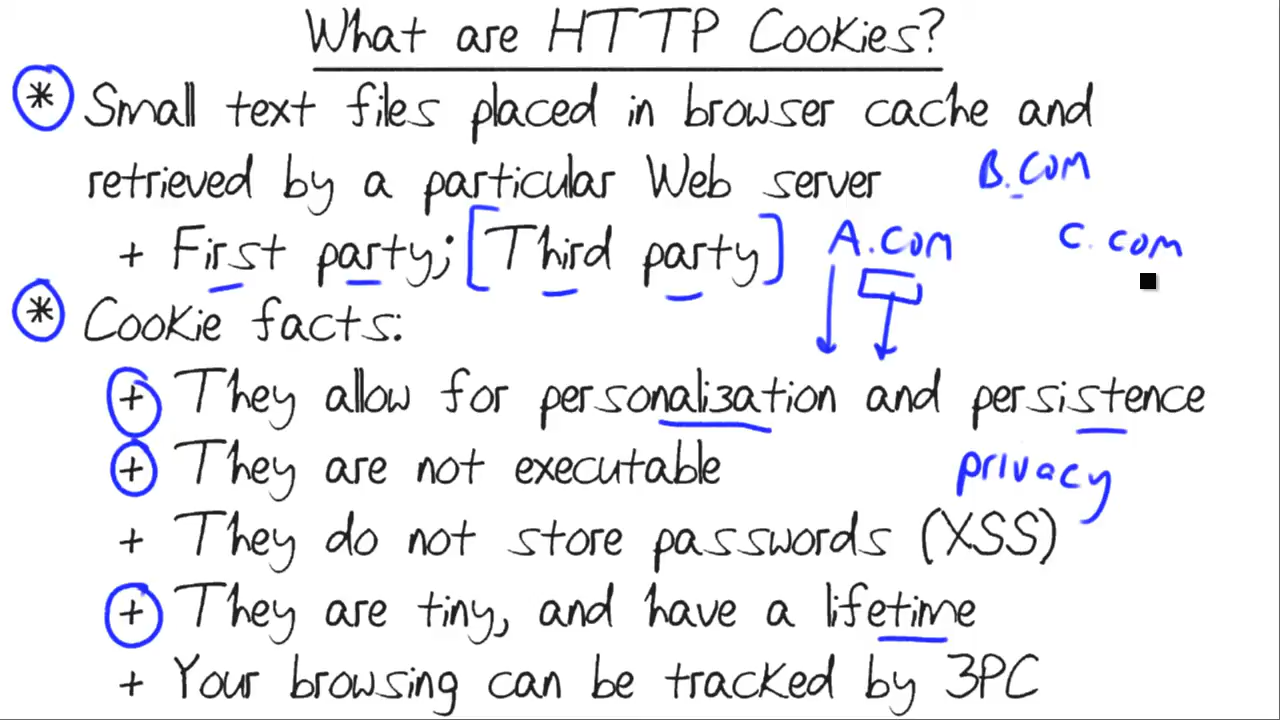 What are HTTP Cookies?
* Small text files placed in browser cache and
retrieved by a particular Web server
B.com
+ First party; [Third party]
A.com
C.com
* Cookie facts:
+ They allow for personalization and persistence
+ They are not executable
privacy
+ They do not store passwords (XSS)
+ They are tiny, and have a lifetime
+ Your browsing can be tracked by 3PC